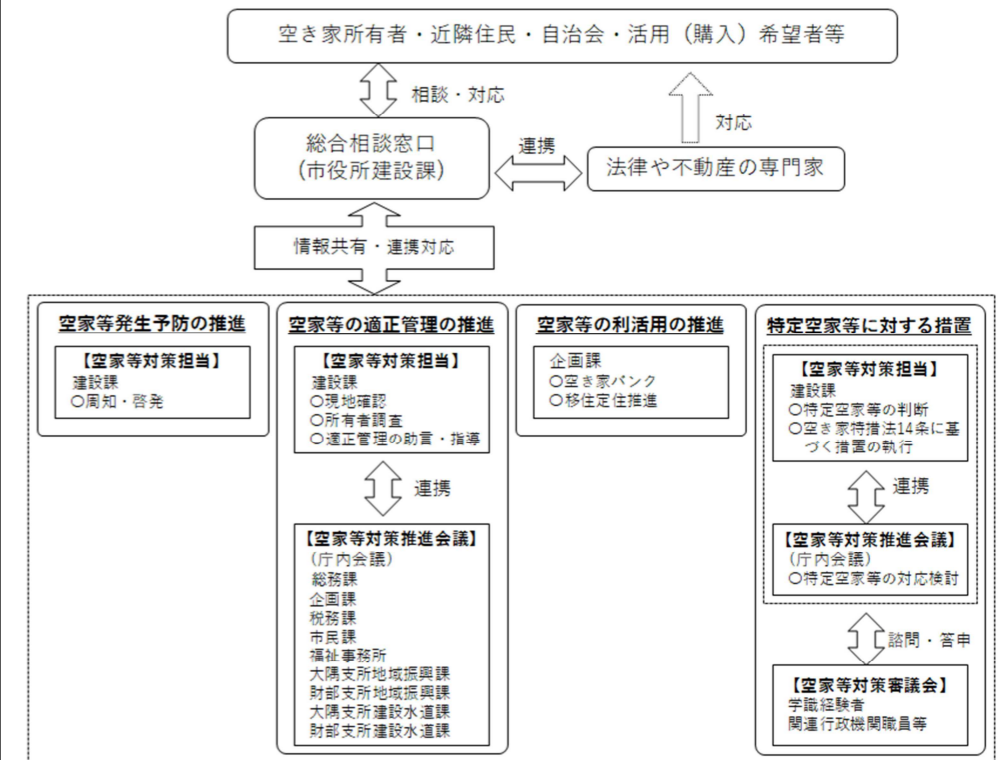 空き家所有者・近隣住民・自治会・活用（購入）希望者等
相談・対応
対応
総合相談窓口
(市役所建設課)
連携
法律や不動産の専門家
情報共有・連携対応
空家等発生予防の推進
【空家等対策担当】
建設課
○周知・啓発
空家等の適正管理の推進
【空家等対策担当】
建設課
○現地確認
○所有者調査
○適正管理の助言・指導
連携
【空家等対策推進会議】
(庁内会議)
総務課
企画課
税務課
市民課
福祉事務所
大隅支所地域振興課
財部支所地域振興課
大隅支所建設水道課
財部支所建設水道課
空家等の利活用の推進
企画課
○空き家バンク
○移住定住推進
特定空家等に対する措置
【空家等対策担当】
建設課
○特定空家等の判断
○空き家特措法14条に基
づく措置の執行
連携
【空家等対策推進会議】
(庁内会議)
○特定空家等の対応検討
諮問・答申
【空家等対策審議会】
学識経験者
関連行政機関職員等